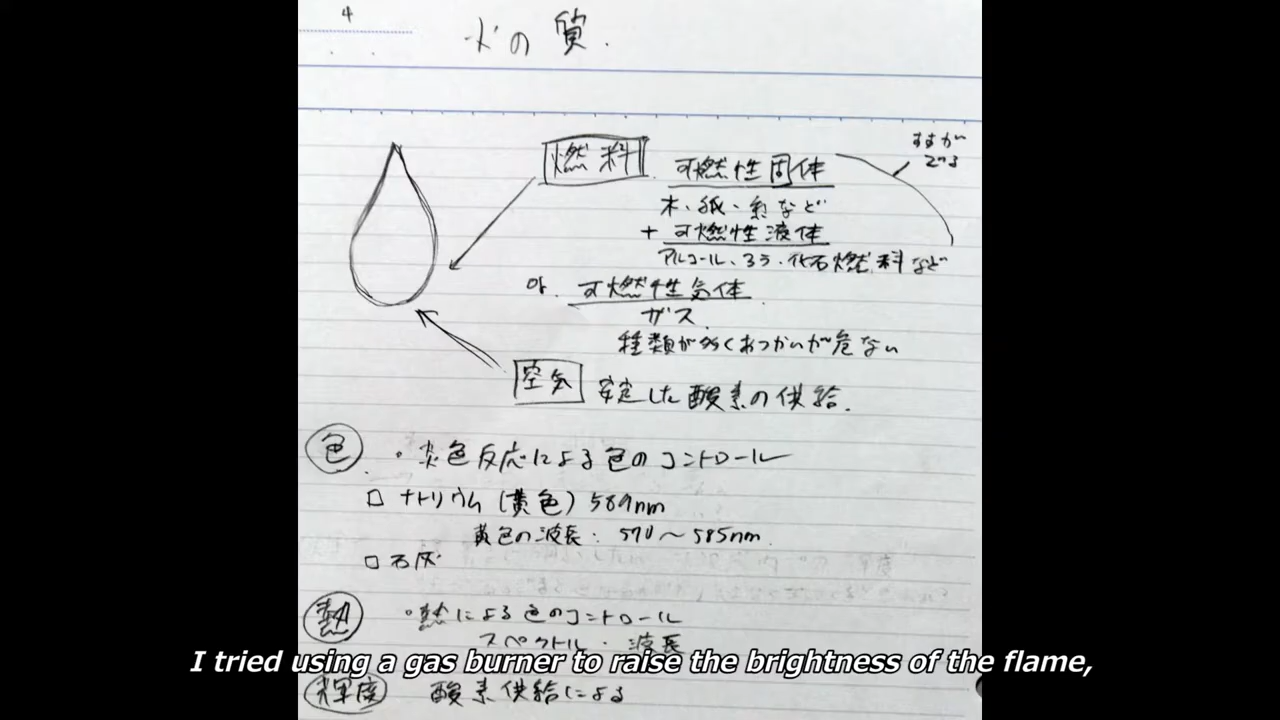 4
火の質.
燃料
可燃性固体
すすが
でる
木、紙、糸など
+ 可燃性液体
アルコール、ろう、化石燃料など
or. 可燃性気体
ガス
種類が多くあつかいが危ない
空気
安定した酸素の供給.
色
・炎色反応による色のコントロール
□ ナトリウム (黄色) 589nm
黄色の波長: 570〜585nm
□ 石灰
熱
・熱による色のコントロール
スペクトル・波長
I tried using a gas burner to raise the brightness of the flame,
輝度
酸素供給による